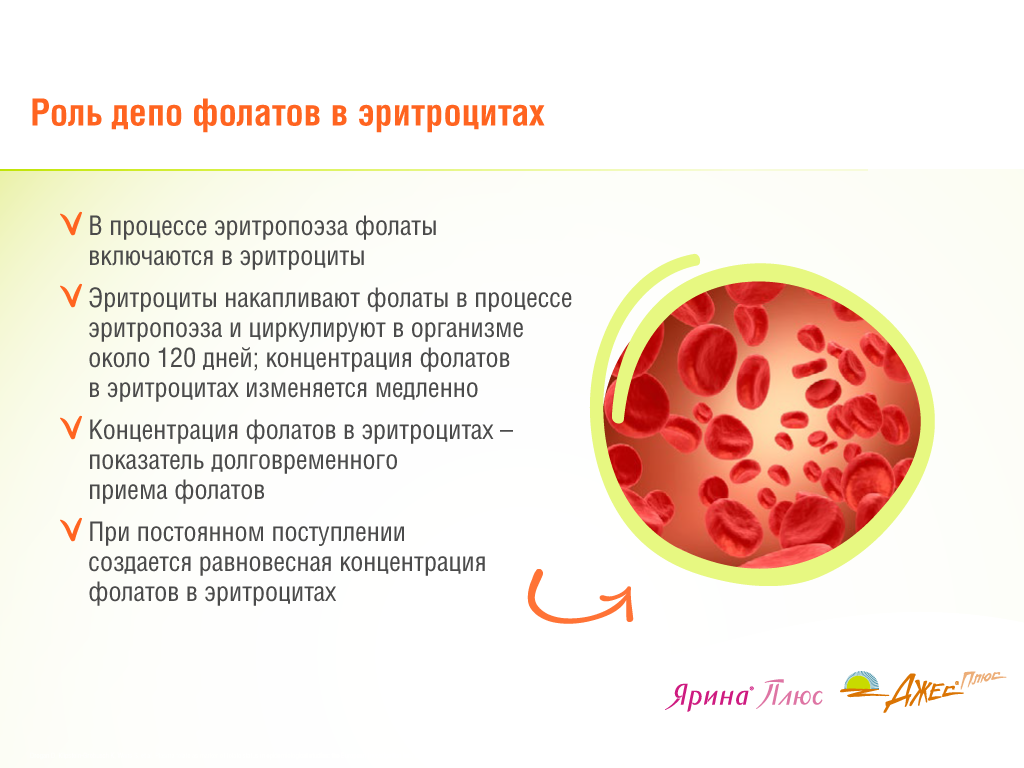 Роль депо фолатов в эритроцитах
В процессе эритропоэза фолаты
включаются в эритроциты
Эритроциты накапливают фолаты в процессе
эритропоэза и циркулируют в организме
около 120 дней; концентрация фолатов
в эритроцитах изменяется медленно
Концентрация фолатов в эритроцитах –
показатель долговременного
приема фолатов
При постоянном поступлении
создается равновесная концентрация
фолатов в эритроцитах
Ярина® Плюс
Джес® Плюс